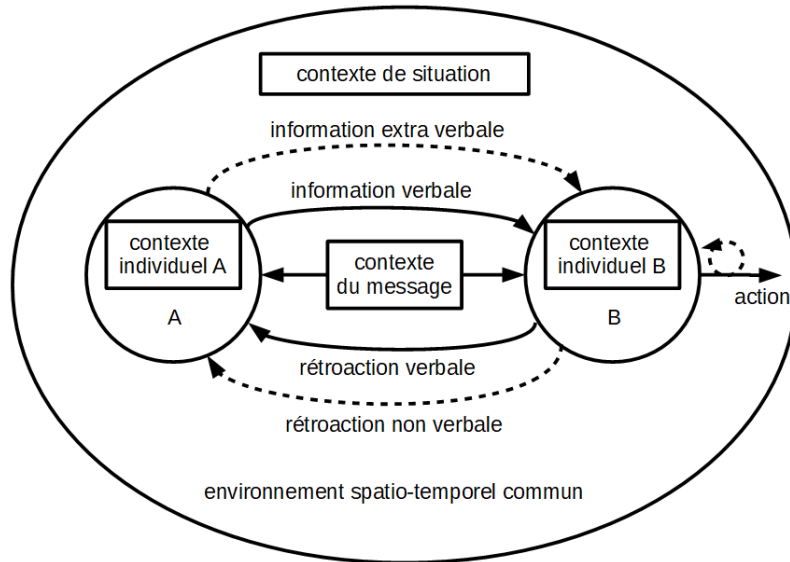 contexte de situation
information extra verbale
information verbale
contexte
individuel A
contexte
du message
contexte
individuel B
A
B
action
rétroaction verbale
rétroaction non verbale
environnement spatio-temporel commun